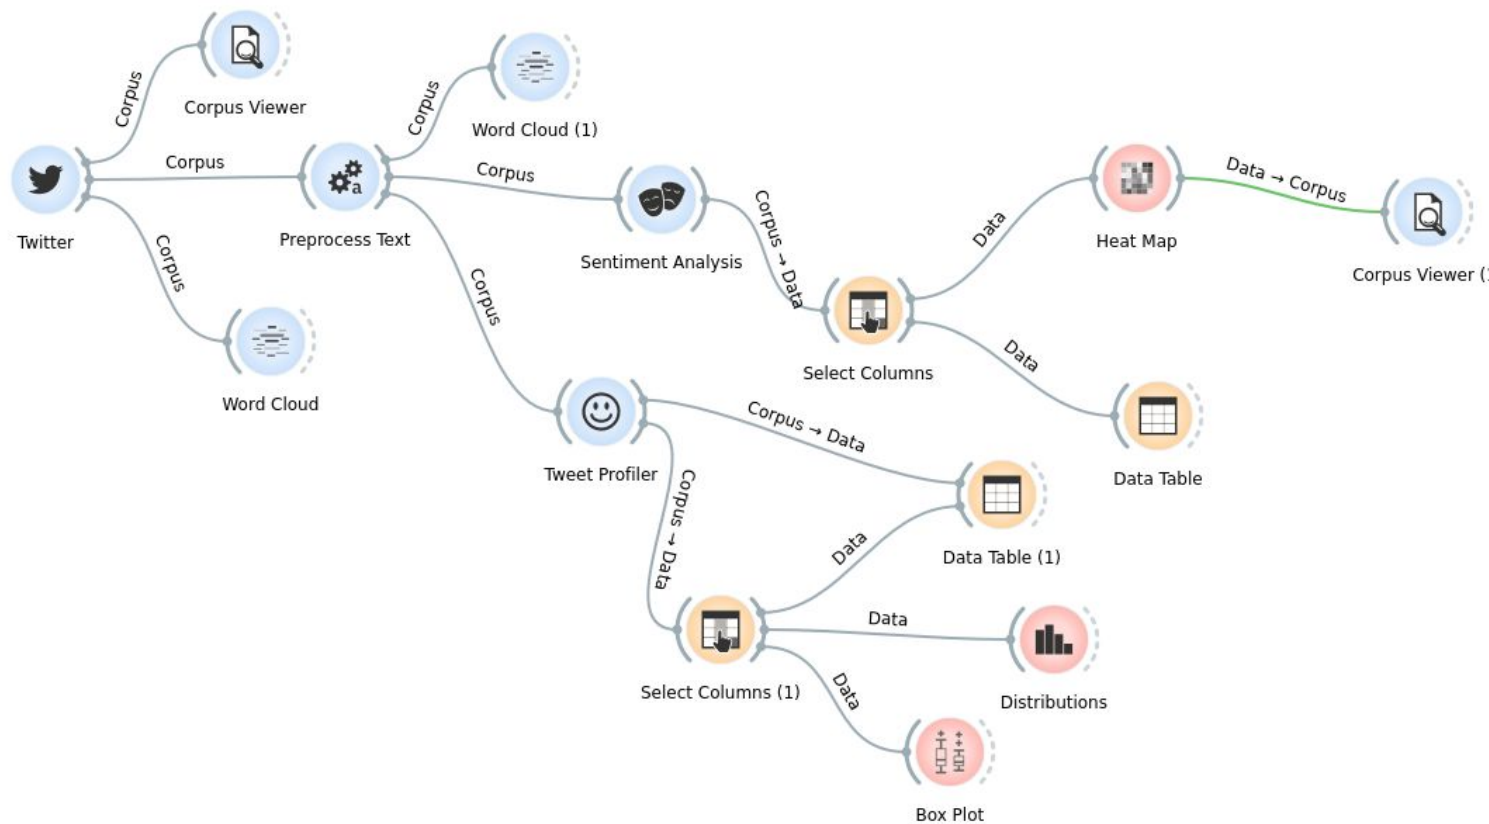 Corpus
Corpus Viewer
Corpus
Word Cloud (1)
Twitter
Corpus
Preprocess Text
Corpus
Sentiment Analysis
Corpus → Data
Data
Heat Map
Data → Corpus
Corpus Viewer (
Corpus
Word Cloud
Corpus
Select Columns
Data
Data Table
Tweet Profiler
Corpus → Data
Corpus → Data
Data Table (1)
Data
Select Columns (1)
Data
Distributions
Data
Box Plot
a